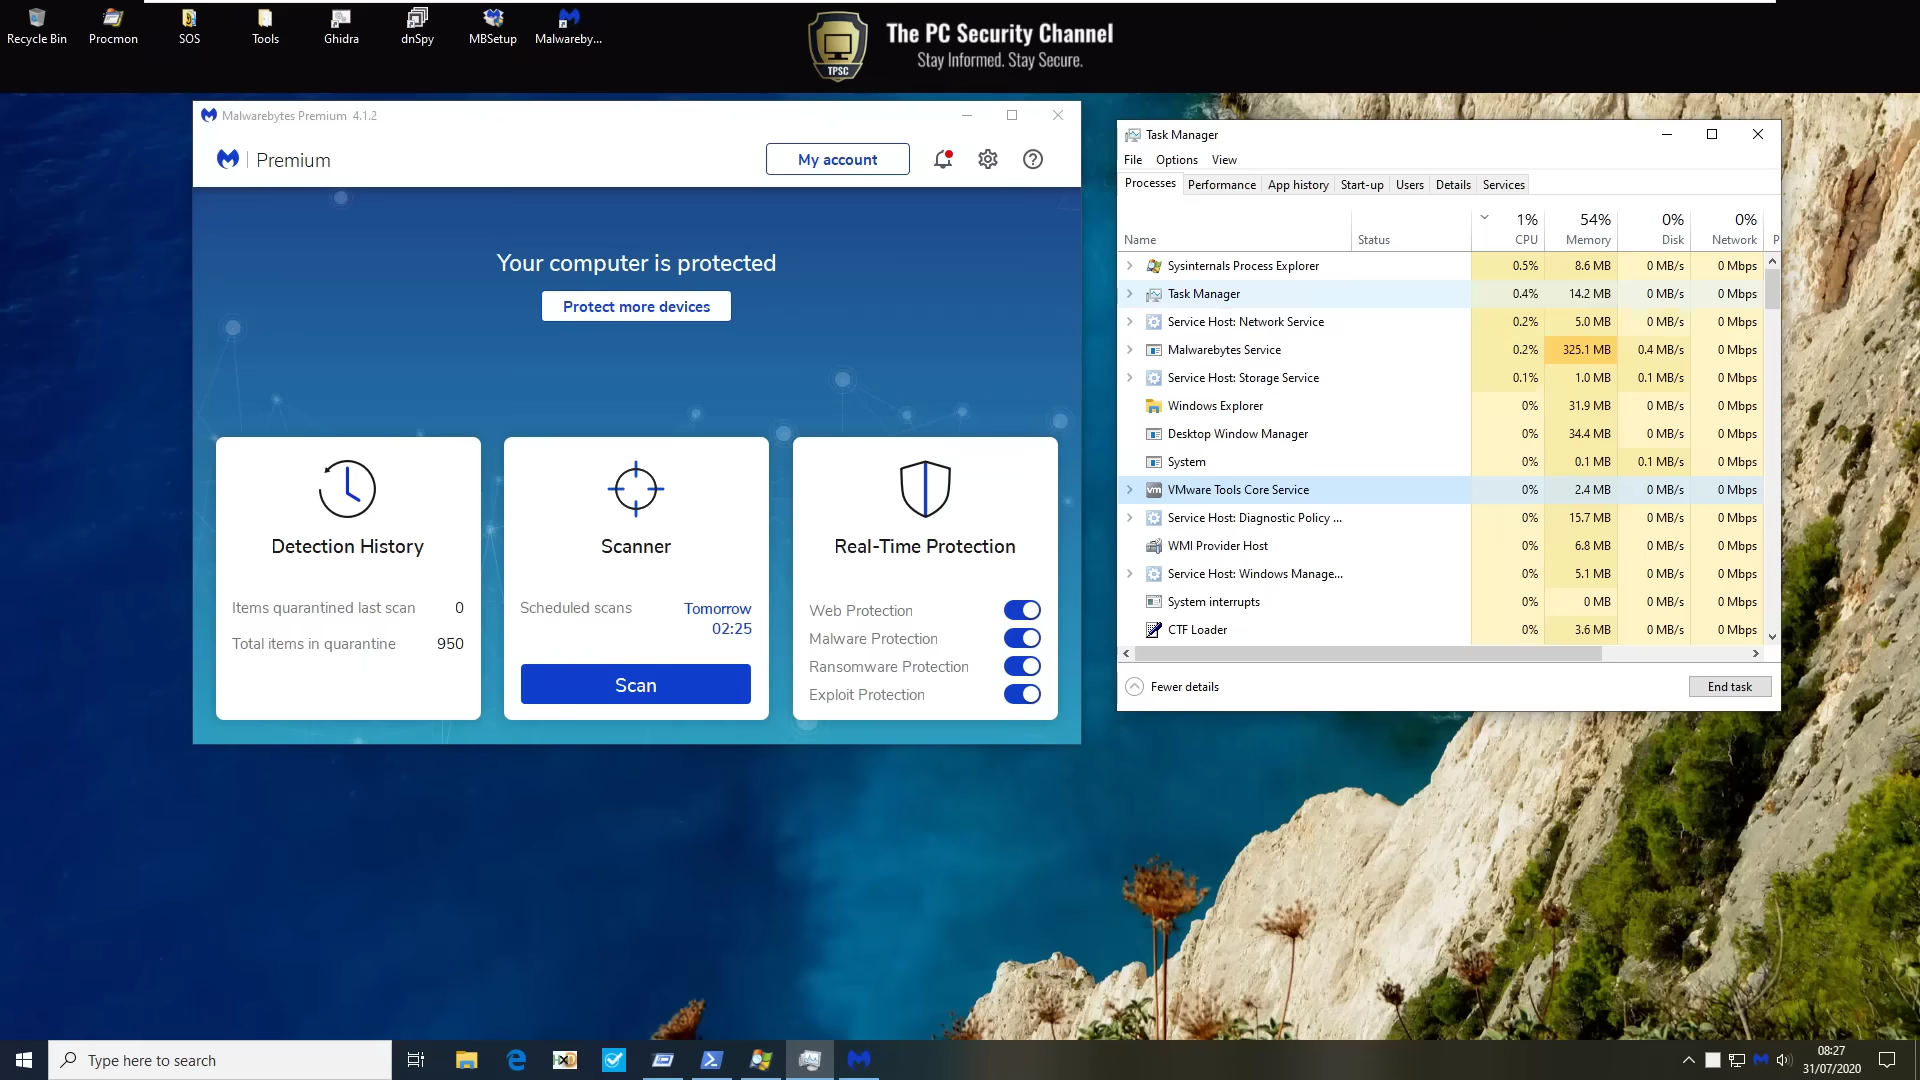 Recycle Bin
Procmon
SOS
Tools
Ghidra
dnSpy
MBSetup
Malwareby...
TPSC
The PC Security Channel
Stay Informed. Stay Secure.
Malwarebytes Premium 4.1.2
Premium
My account
Your computer is protected
Protect more devices
Detection History
Items quarantined last scan 0
Total items in quarantine 950
Scanner
Scheduled scans Tomorrow
02:25
Scan
Real-Time Protection
Web Protection
Malware Protection
Ransomware Protection
Exploit Protection
Task Manager
File Options View
Processes Performance App history Start-up Users Details Services
1% 54% 0% 0%
Name Status CPU Memory Disk Network P
Sysinternals Process Explorer 0.5% 8.6 MB 0 MB/s 0 Mbps
Task Manager 0.4% 14.2 MB 0 MB/s 0 Mbps
Service Host: Network Service 0.2% 5.0 MB 0 MB/s 0 Mbps
Malwarebytes Service 0.2% 325.1 MB 0.4 MB/s 0 Mbps
Service Host: Storage Service 0.1% 1.0 MB 0.1 MB/s 0 Mbps
Windows Explorer 0% 31.9 MB 0 MB/s 0 Mbps
Desktop Window Manager 0% 34.4 MB 0 MB/s 0 Mbps
System 0% 0.1 MB 0.1 MB/s 0 Mbps
vm VMware Tools Core Service 0% 2.4 MB 0 MB/s 0 Mbps
Service Host: Diagnostic Policy ... 0% 15.7 MB 0 MB/s 0 Mbps
WMI Provider Host 0% 6.8 MB 0 MB/s 0 Mbps
Service Host: Windows Manage... 0% 5.1 MB 0 MB/s 0 Mbps
System interrupts 0% 0 MB 0 MB/s 0 Mbps
CTF Loader 0% 3.6 MB 0 MB/s 0 Mbps
Fewer details
End task
Type here to search
08:27
31/07/2020